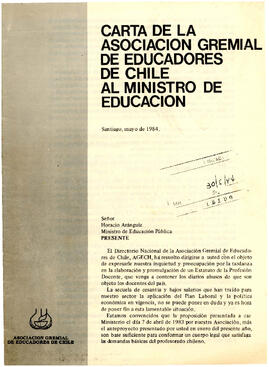 CARTA DE LA
ASOCIACION GREMIAL
DE EDUCADORES
DE CHILE
AL MINISTRO DE
EDUCACION
Santiago, mayo de 1984.
30/5/84
Señor
Horacio Aránguiz
Ministro de Educación Pública
PRESENTE
El Directorio Nacional de la Asociación Gremial de Educado-
res de Chile, AGECH, ha resuelto dirigirse a usted con el objeto
de expresarle nuestra inquietud y preocupación por la tardanza
en la elaboración y promulgación de un Estatuto de la Profesión
Docente, que venga a contener los diarios abusos de que son
objeto los docentes del país.
La secuela de cesantía y bajos salarios que han traído para
nuestro sector la aplicación del Plan Laboral y la política
económica en vigencia, no se puede poner en duda y ya es hora
de poner fin a esta lamentable situación.
Estamos convencidos que la proposición presentada a ese
Ministerio el día 7 de abril de 1983 por nuestra Asociación, más
el anteproyecto presentado por usted en enero del presente año,
son base suficiente para conformar un cuerpo legal que satisfaga
las demandas básicas del profesorado chileno.
ASOCIACION GREMIAL
DE EDUCADORES DE CHILE